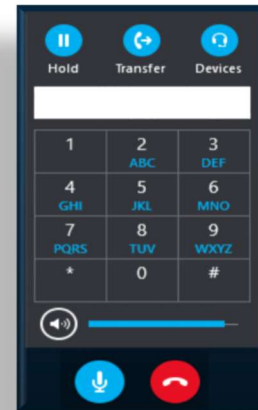 Hold Transfer Devices
1 2 3
ABC DEF
4 5 6
GHI JKL MNO
7 8 9
PQRS TUV WXYZ
* 0 #